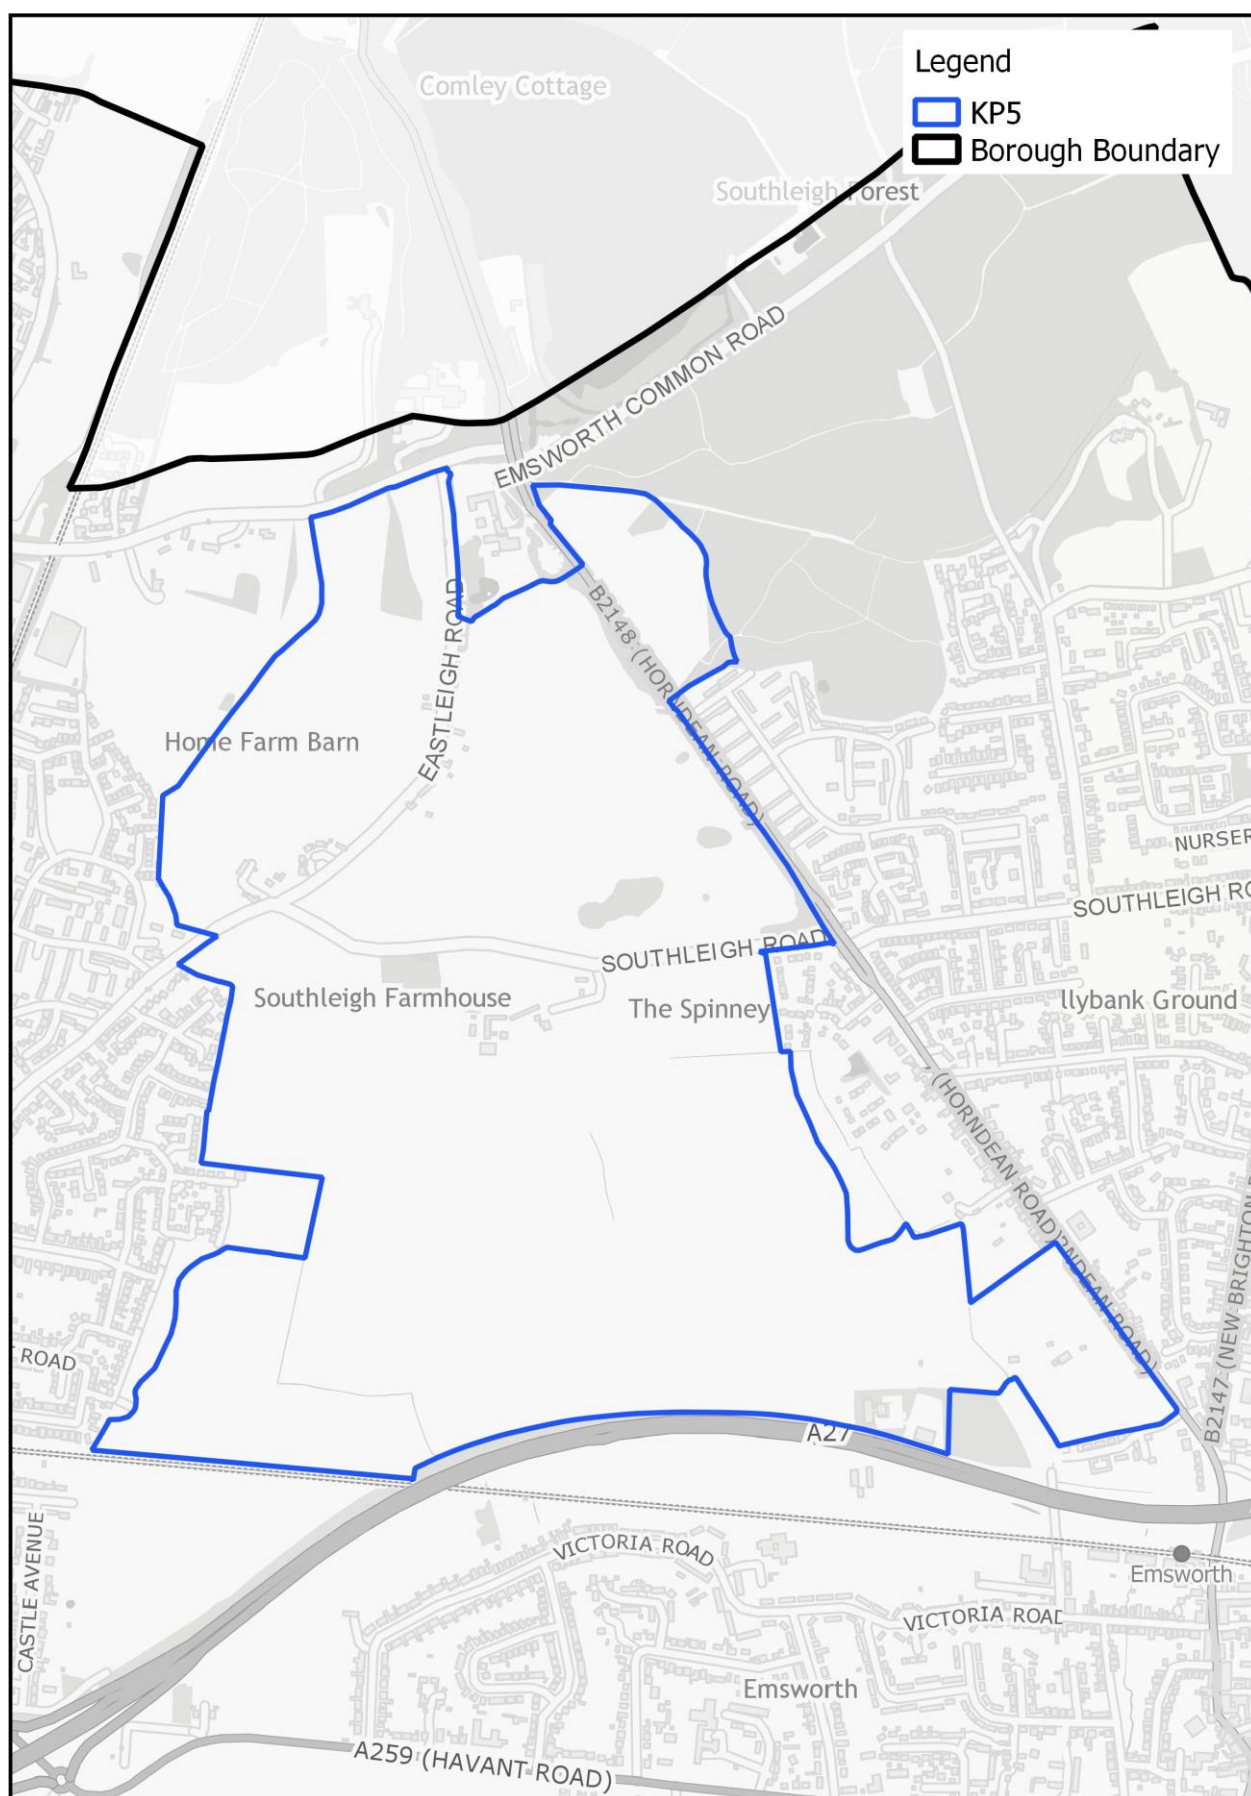 Legend
KP5
Borough Boundary
Comley Cottage
Southleigh Forest
EMSWORTH COMMON ROAD
B2148 (HORNDEAN ROAD)
EASTLEIGH ROAD
Home Farm Barn
NURSER
SOUTHLEIGH RO
SOUTHLEIGH ROAD
Southleigh Farmhouse
The Spinney
llybank Ground
(HORNDEAN ROAD)
RNDEAN ROAD)
B2147 (NEW BRIGHTON
ROAD
A27
CASTLE AVENUE
VICTORIA ROAD
Emsworth
VICTORIA ROAD
Emsworth
A259 (HAVANT ROAD)